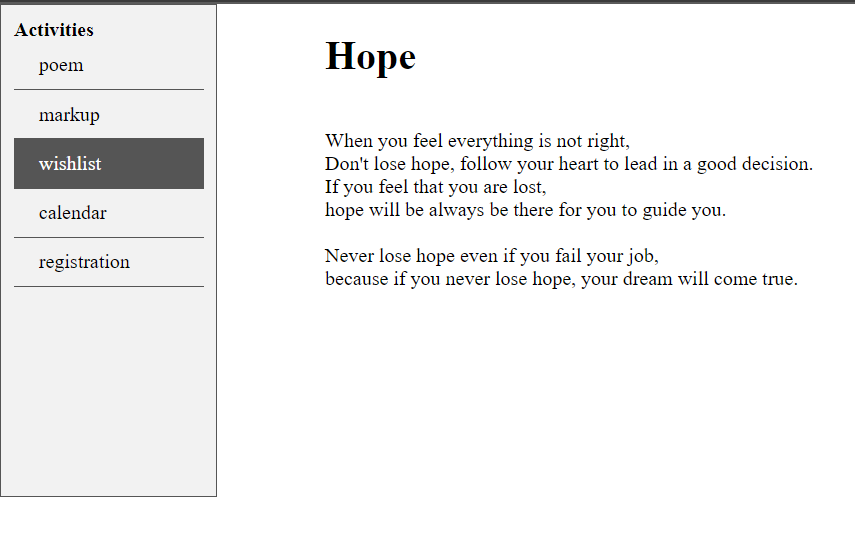 Activities
poem
markup
wishlist
calendar
registration
Hope
When you feel everything is not right,
Don't lose hope, follow your heart to lead in a good decision.
If you feel that you are lost,
hope will be always be there for you to guide you.
Never lose hope even if you fail your job,
because if you never lose hope, your dream will come true.